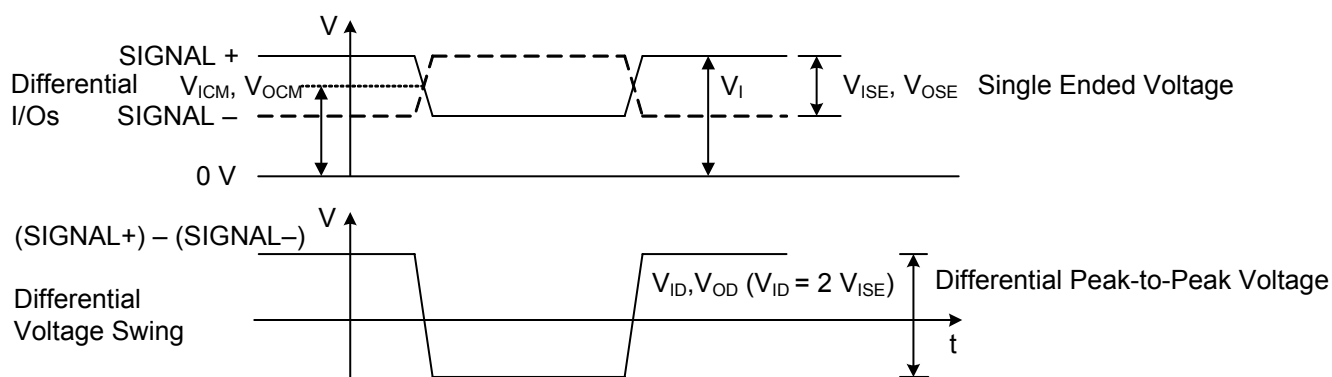 V
SIGNAL +
Differential I/Os
V_ICM, V_OCM
SIGNAL –
V_I
V_ISE, V_OSE Single Ended Voltage
0 V
V
(SIGNAL+) – (SIGNAL–)
V_ID,V_OD (V_ID = 2 V_ISE)
Differential Peak-to-Peak Voltage
Differential
Voltage Swing
t